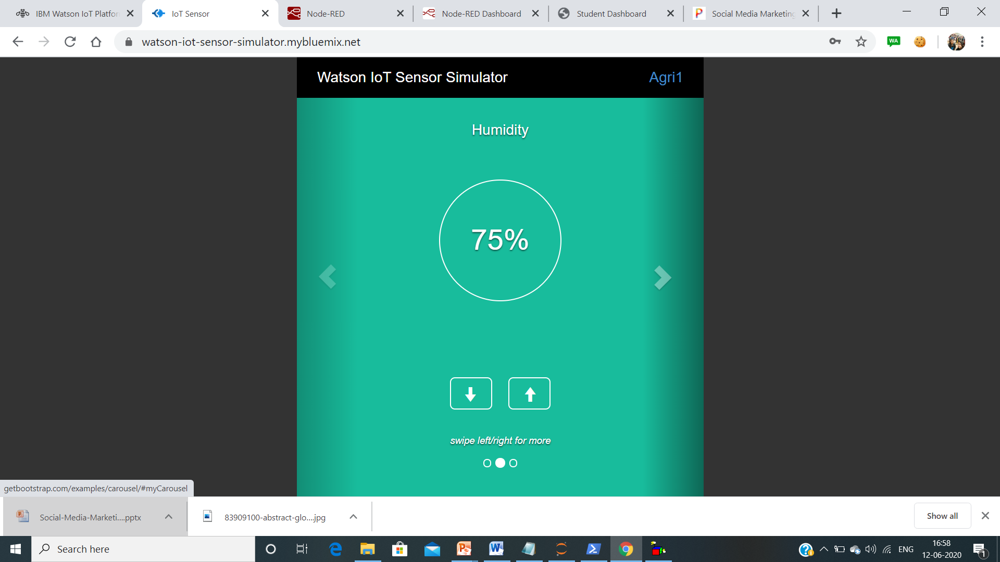 IBM Watson IoT Platfor
IoT Sensor
Node-RED
Node-RED Dashboard
Student Dashboard
Social Media Marketing
watson-iot-sensor-simulator.mybluemix.net
WA
Watson IoT Sensor Simulator
Agri1
Humidity
75%
swipe left/right for more
getbootstrap.com/examples/carousel/#myCarousel
Social-Media-Marketi....pptx
83909100-abstract-glo....jpg
Show all
Search here
ENG
16:58
12-06-2020
1